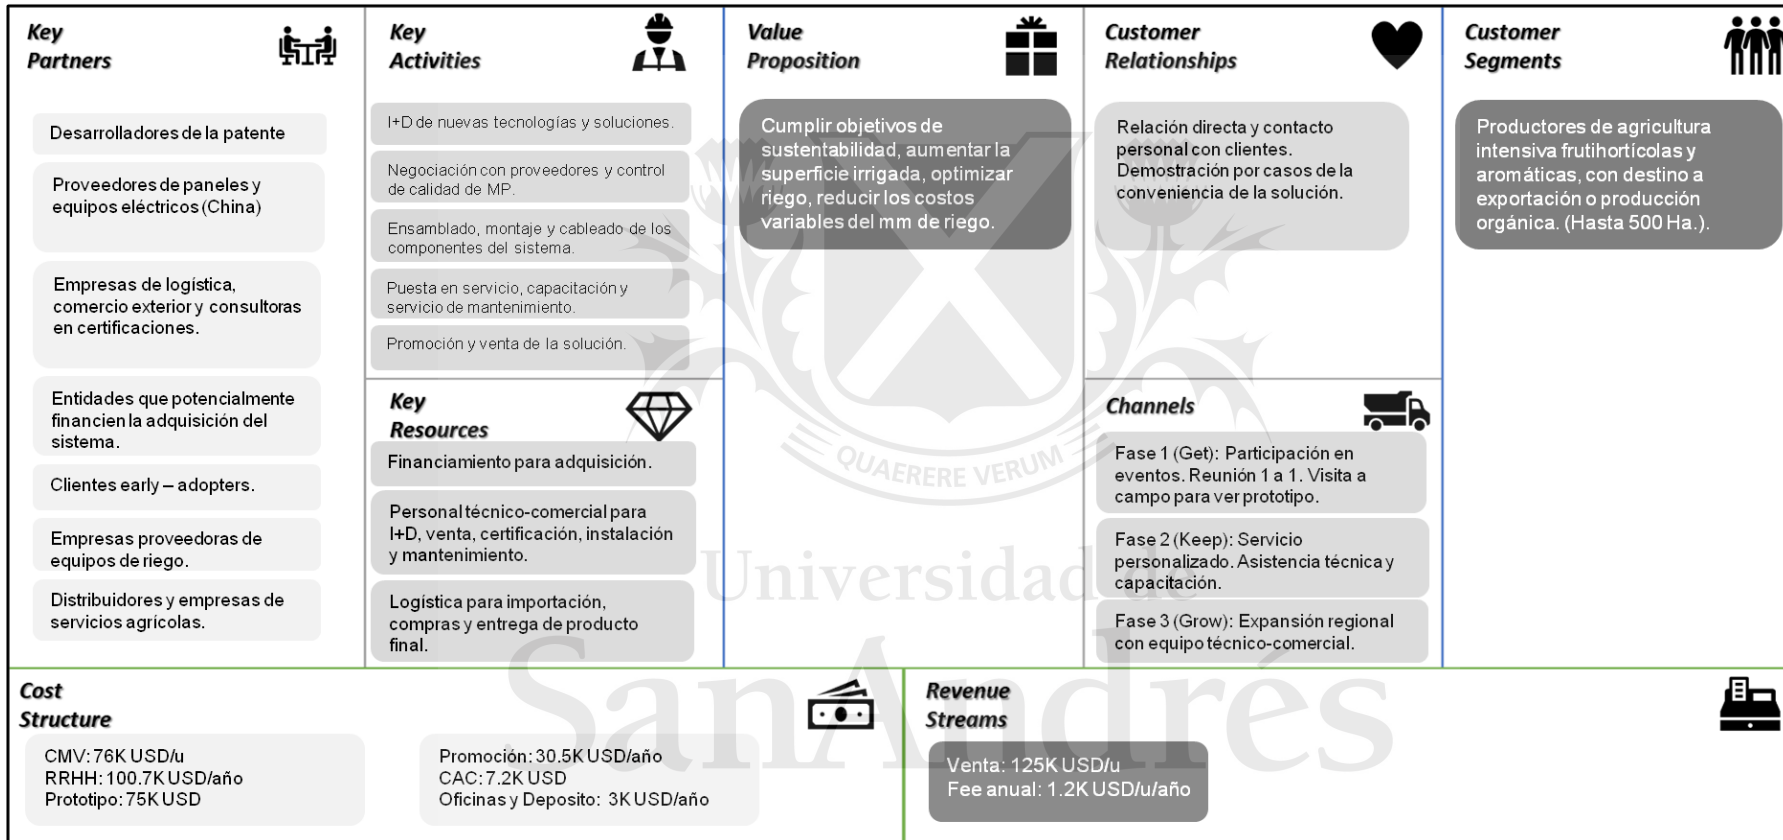 Key
Partners
Desarrolladores de la patente
Proveedores de paneles y
equipos eléctricos (China)
Empresas de logística,
comercio exterior y consultoras
en certificaciones.
Entidades que potencialmente
financien la adquisición del
sistema.
Clientes early – adopters.
Empresas proveedoras de
equipos de riego.
Distribuidores y empresas de
servicios agrícolas.
Key
Activities
I+D de nuevas tecnologías y soluciones.
Negociación con proveedores y control
de calidad de MP.
Ensamblado, montaje y cableado de los
componentes del sistema.
Puesta en servicio, capacitación y
servicio de mantenimiento.
Promoción y venta de la solución.
Key
Resources
Financiamiento para adquisición.
Personal técnico-comercial para
I+D, venta, certificación, instalación
y mantenimiento.
Logística para importación,
compras y entrega de producto
final.
Value
Proposition
Cumplir objetivos de
sustentabilidad, aumentar la
superficie irrigada, optimizar
riego, reducir los costos
variables del mm de riego.
Customer
Relationships
Relación directa y contacto
personal con clientes.
Demostración por casos de la
conveniencia de la solución.
Channels
Fase 1 (Get): Participación en
eventos. Reunión 1 a 1. Visita a
campo para ver prototipo.
Fase 2 (Keep): Servicio
personalizado. Asistencia técnica y
capacitación.
Fase 3 (Grow): Expansión regional
con equipo técnico-comercial.
Customer
Segments
Productores de agricultura
intensiva frutihortícolas y
aromáticas, con destino a
exportación o producción
orgánica. (Hasta 500 Ha.).
Cost
Structure
CMV: 76K USD/u
RRHH: 100.7K USD/año
Prototipo: 75K USD
Promoción: 30.5K USD/año
CAC: 7.2K USD
Oficinas y Deposito: 3K USD/año
Revenue
Streams
Venta: 125K USD/u
Fee anual: 1.2K USD/u/año
QUAERERE VERUM
Universidad de
SanAndrés